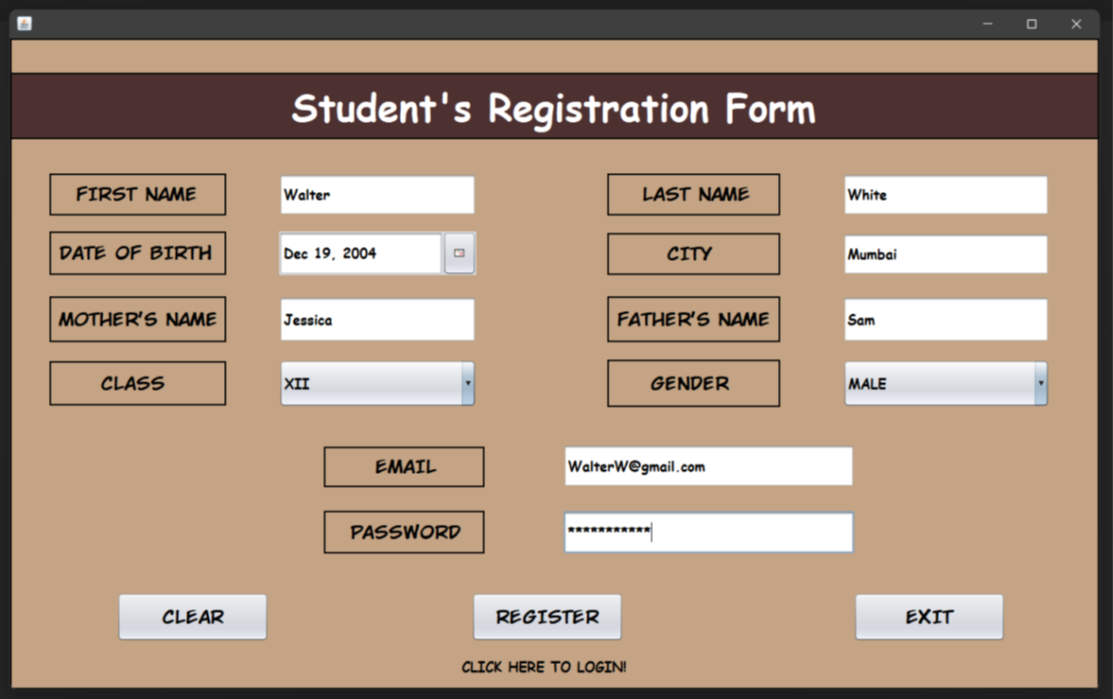 Student's Registration Form
FIRST NAME Walter LAST NAME White
DATE OF BIRTH Dec 19, 2004 CITY Mumbai
MOTHER'S NAME Jessica FATHER'S NAME Sam
CLASS XII GENDER MALE
EMAIL WalterW@gmail.com
PASSWORD ***********
CLEAR REGISTER EXIT
CLICK HERE TO LOGIN!